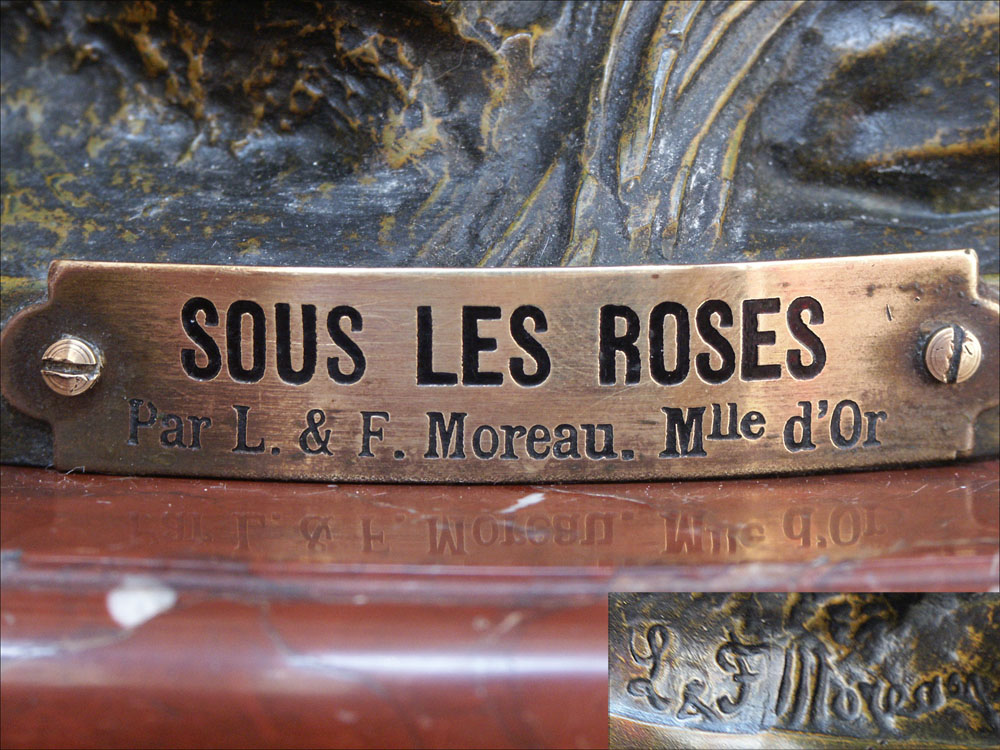 SOUS LES ROSES
Par L. & F. Moreau. Mlle d'Or
L & F Moreau